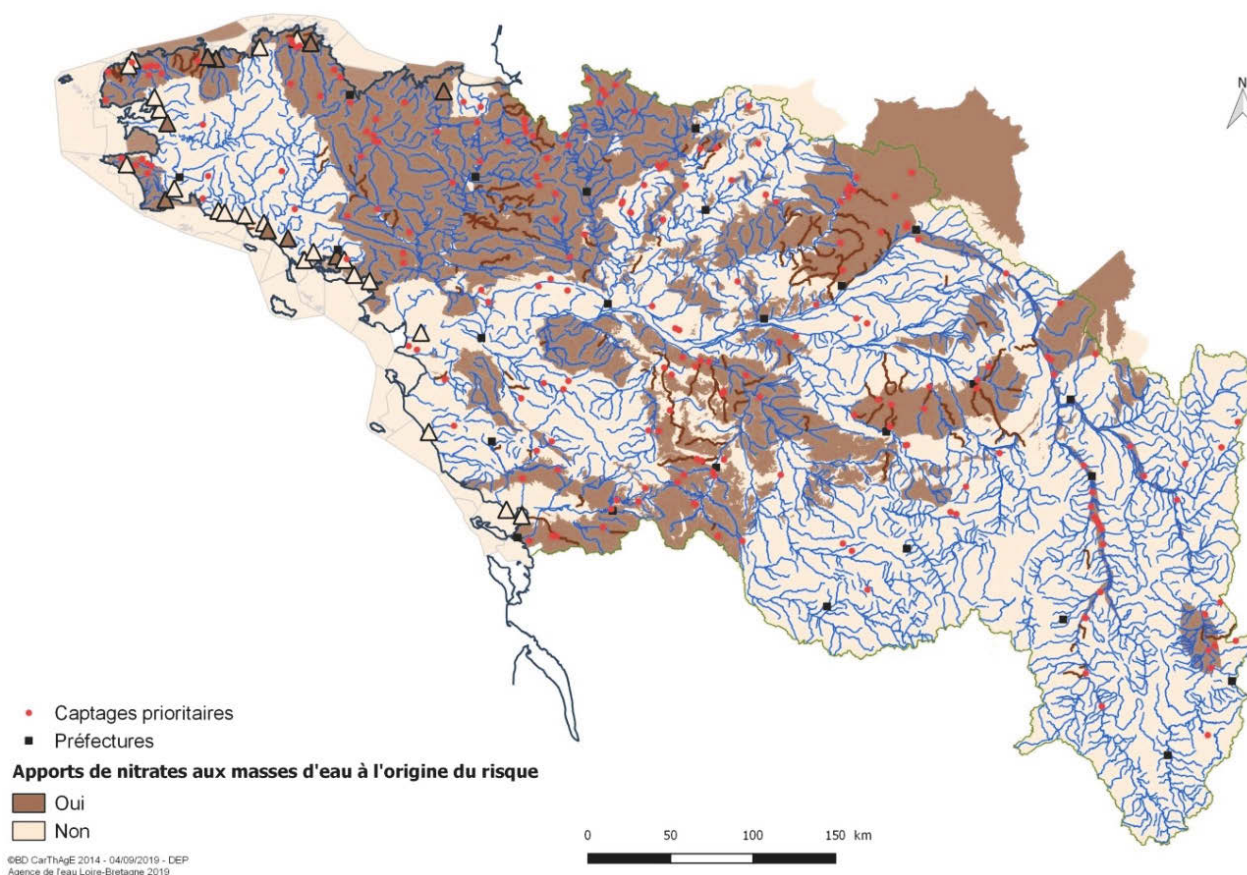 N
Captages prioritaires
Préfectures
Apports de nitrates aux masses d'eau à l'origine du risque
Oui
Non
0 50 100 150 km
©BD CarThAgE 2014 - 04/09/2019 - DEP
Agence de l'eau Loire-Bretagne 2019